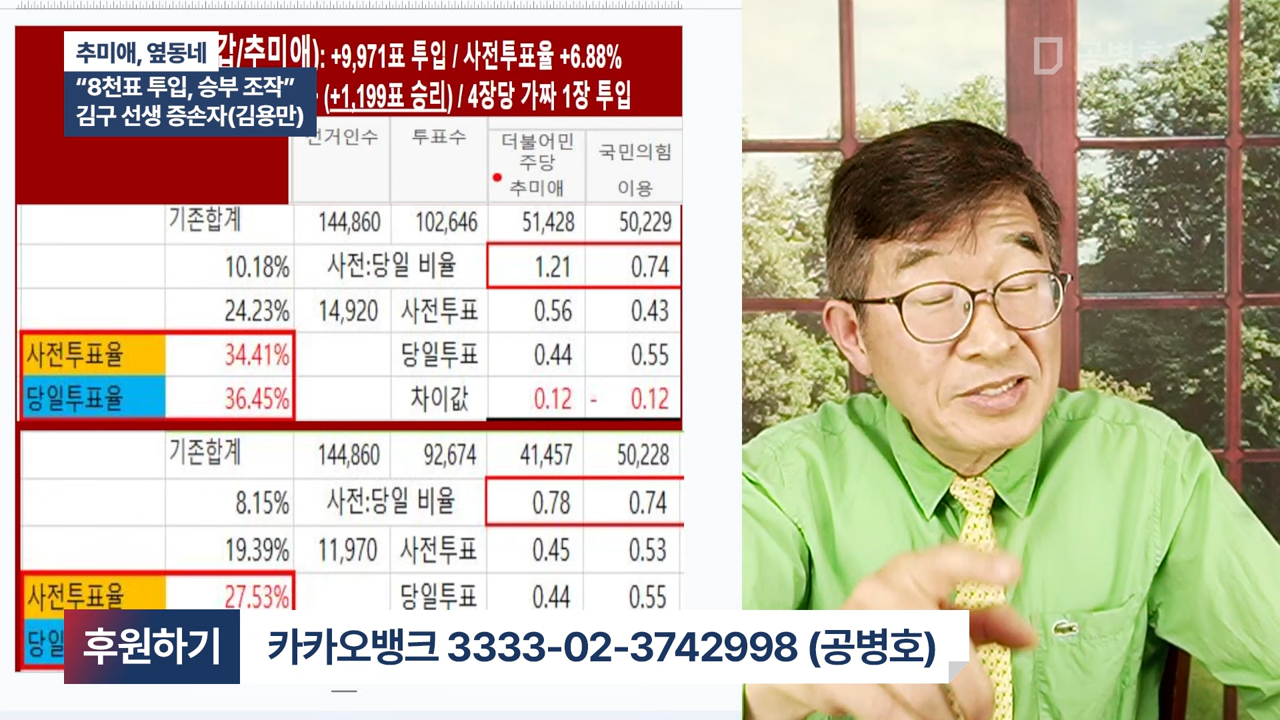 추미애, 옆동네
“8천표 투입, 승부 조작”
김구 선생 증손자(김용만)
갑/추미애): +9,971표 투입 / 사전투표율 +6.88%
(+1,199표 승리) / 4장당 가짜 1장 투입
선거인수 투표수 더불어민주당 추미애 국민의힘 이용
기존합계 144,860 102,646 51,428 50,229
10.18% 사전:당일 비율 1.21 0.74
24.23% 14,920 사전투표 0.56 0.43
사전투표율 34.41% 당일투표 0.44 0.55
당일투표율 36.45% 차이값 0.12 - 0.12
기존합계 144,860 92,674 41,457 50,228
8.15% 사전:당일 비율 0.78 0.74
19.39% 11,970 사전투표 0.45 0.53
사전투표율 27.53% 당일투표 0.44 0.55
당일
후원하기 카카오뱅크 3333-02-3742998 (공병호)
공병호TV